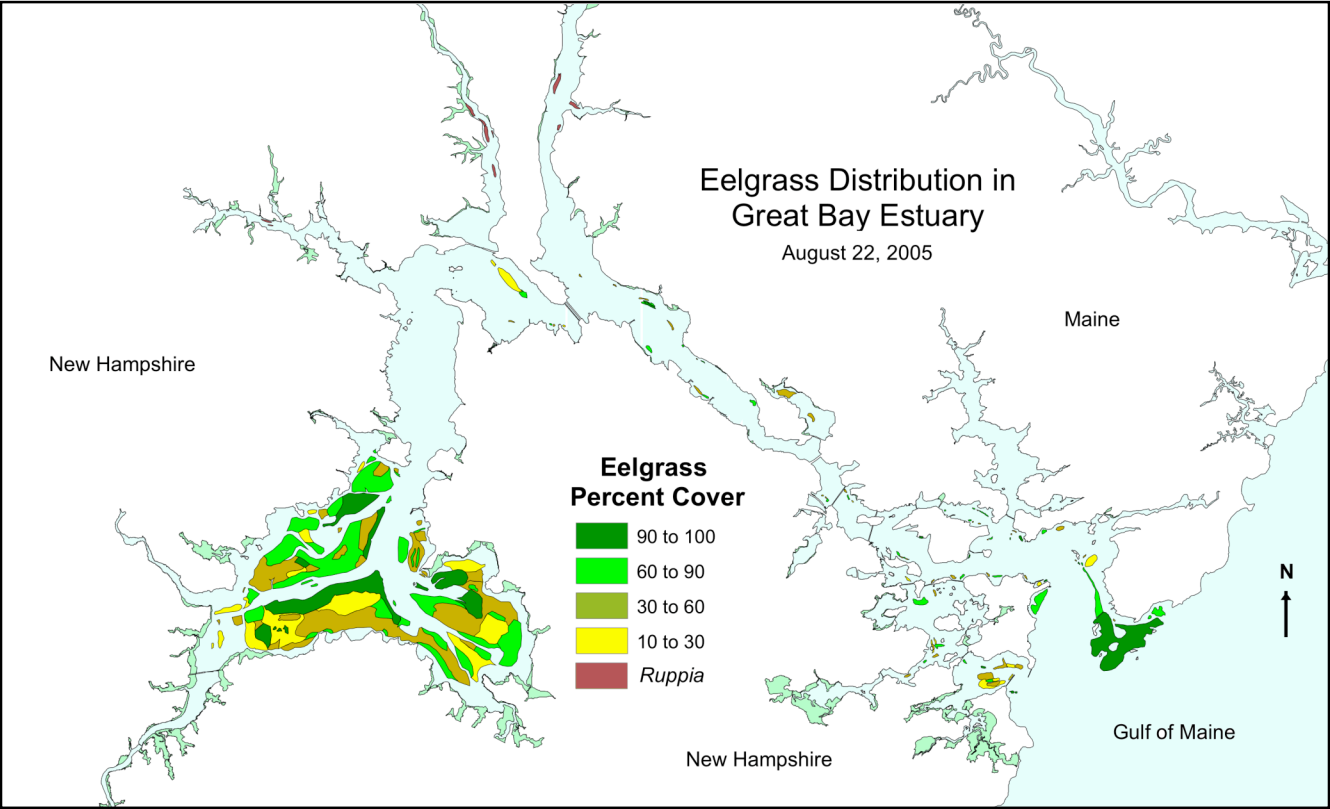 Eelgrass Distribution in
Great Bay Estuary
August 22, 2005
Maine
New Hampshire
Eelgrass
Percent Cover
90 to 100
60 to 90
30 to 60
10 to 30
Ruppia
N
Gulf of Maine
New Hampshire